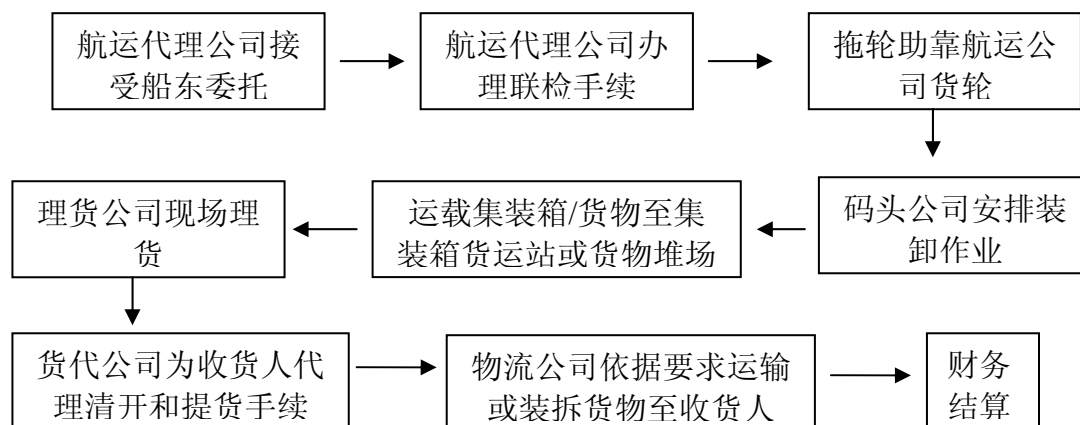 航运代理公司接
受船东委托
航运代理公司办
理联检手续
拖轮助靠航运公
司货轮
码头公司安排装
卸作业
运载集装箱/货物至集
装箱货运站或货物堆场
理货公司现场理
货
货代公司为收货人代
理清开和提货手续
物流公司依据要求运输
或装拆货物至收货人
财务
结算